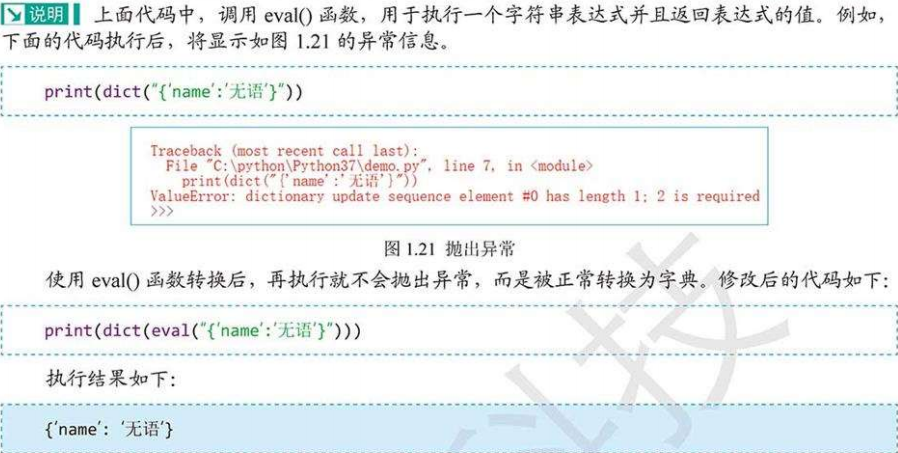 说明 上面代码中，调用 eval() 函数，用于执行一个字符串表达式并且返回表达式的值。例如，
下面的代码执行后，将显示如图 1.21 的异常信息。
print(dict("{'name':'无语'}"))
Traceback (most recent call last):
File "C:\python\Python37\demo.py", line 7, in <module>
print(dict("{'name':'无语'}"))
ValueError: dictionary update sequence element #0 has length 1; 2 is required
>>>
图 1.21 抛出异常
使用 eval() 函数转换后，再执行就不会抛出异常，而是被正常转换为字典。修改后的代码如下：
print(dict(eval("{'name':'无语'}")))
执行结果如下：
{'name': '无语'}
科技